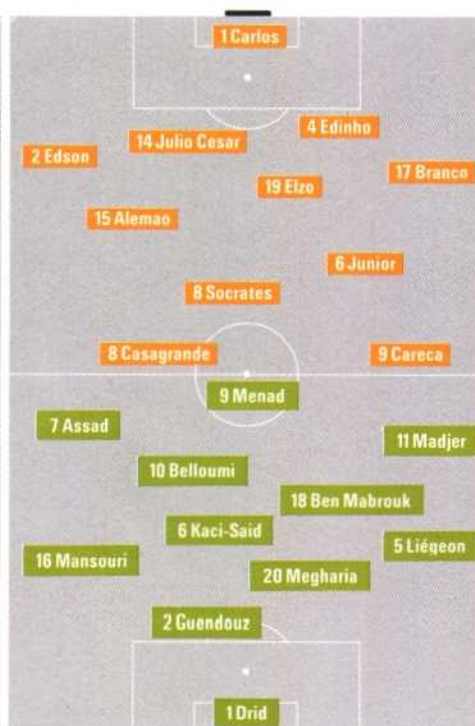 1 Carlos
4 Edinho
14 Julio Cesar
2 Edson
17 Branco
19 Elzo
15 Alemao
6 Junior
8 Socrates
8 Casagrande
9 Careca
9 Menad
7 Assad
11 Madjer
10 Belloumi
18 Ben Mabrouk
6 Kaci-Said
5 Liégeon
16 Mansouri
20 Megharia
2 Guendouz
1 Drid